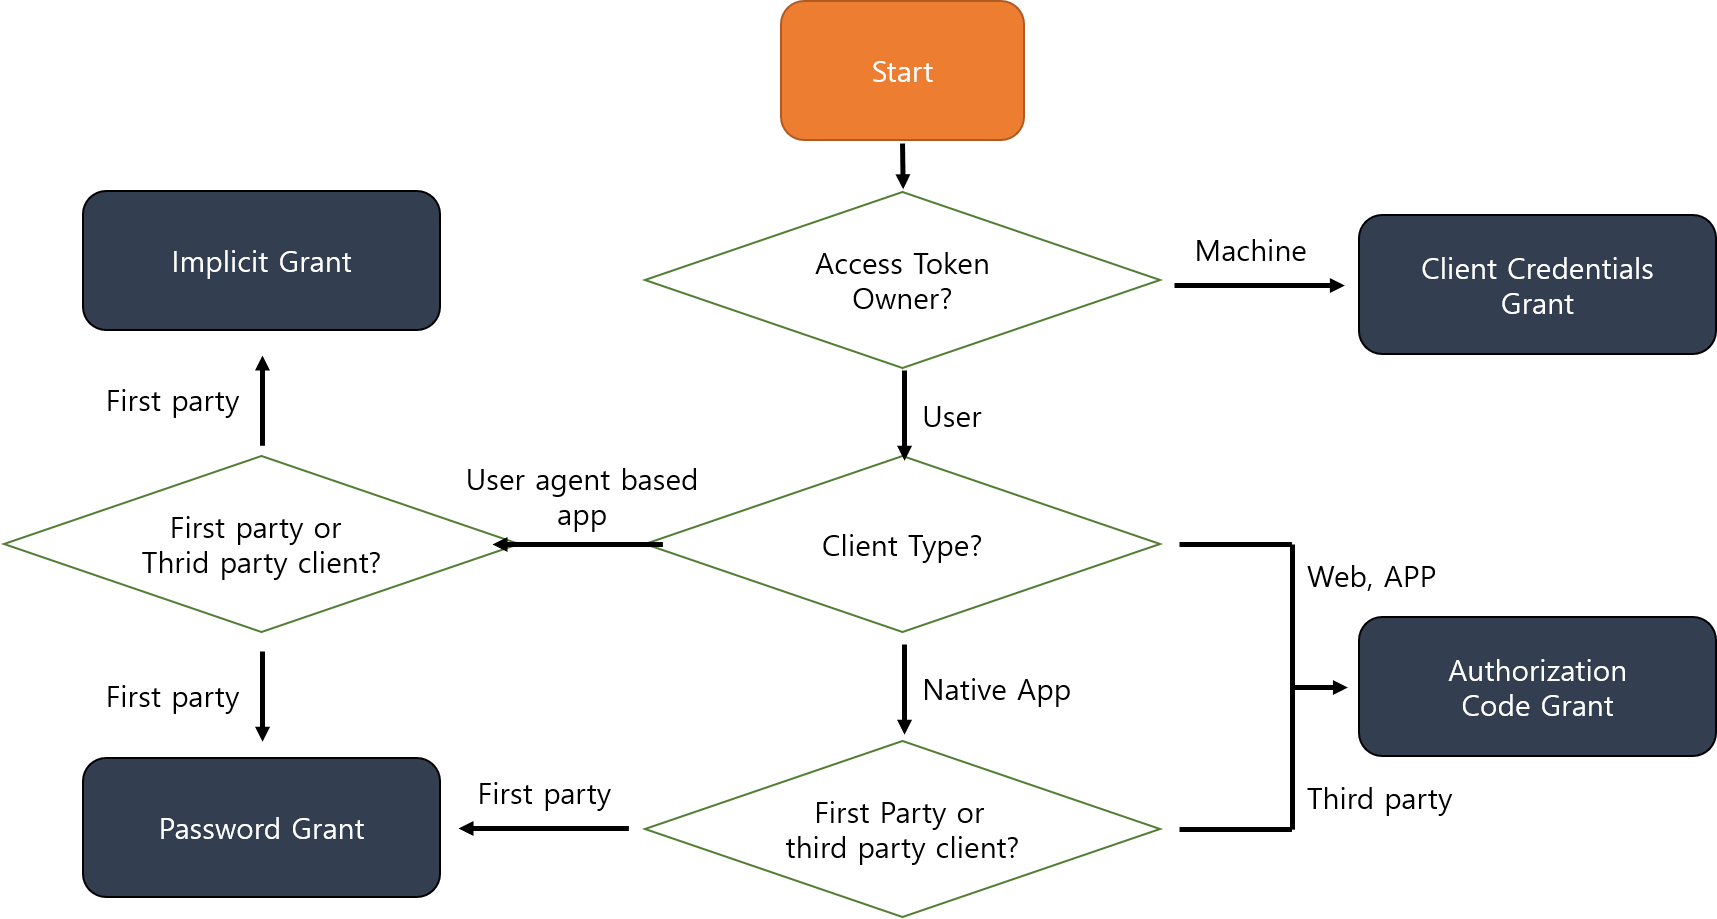 Start
Access Token
Owner?
Machine
Client Credentials
Grant
Implicit Grant
First party
User
User agent based
app
First party or
Thrid party client?
Client Type?
Web, APP
Authorization
Code Grant
First party
Native App
Password Grant
First party
First Party or
third party client?
Third party